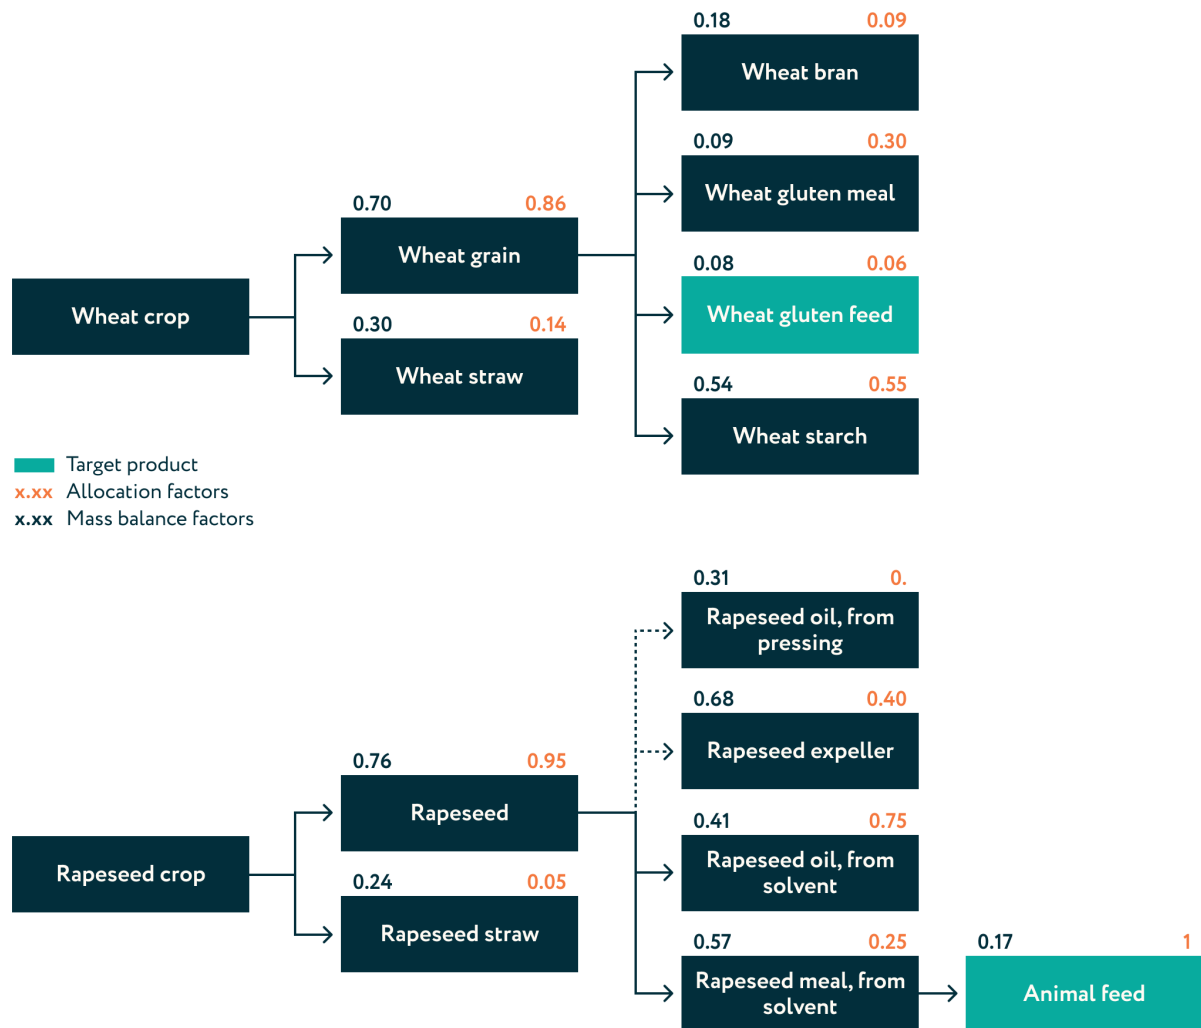 0.18 0.09
Wheat bran
0.09 0.30
Wheat gluten meal
0.70 0.86
Wheat grain
0.08 0.06
Wheat gluten feed
Wheat crop
0.30 0.14
Wheat straw
0.54 0.55
Wheat starch
Target product
x.xx Allocation factors
x.xx Mass balance factors
0.31 0.
Rapeseed oil, from
pressing
0.68 0.40
Rapeseed expeller
0.76 0.95
Rapeseed
0.41 0.75
Rapeseed oil, from
solvent
Rapeseed crop
0.24 0.05
Rapeseed straw
0.57 0.25
Rapeseed meal, from
solvent
0.17 1
Animal feed